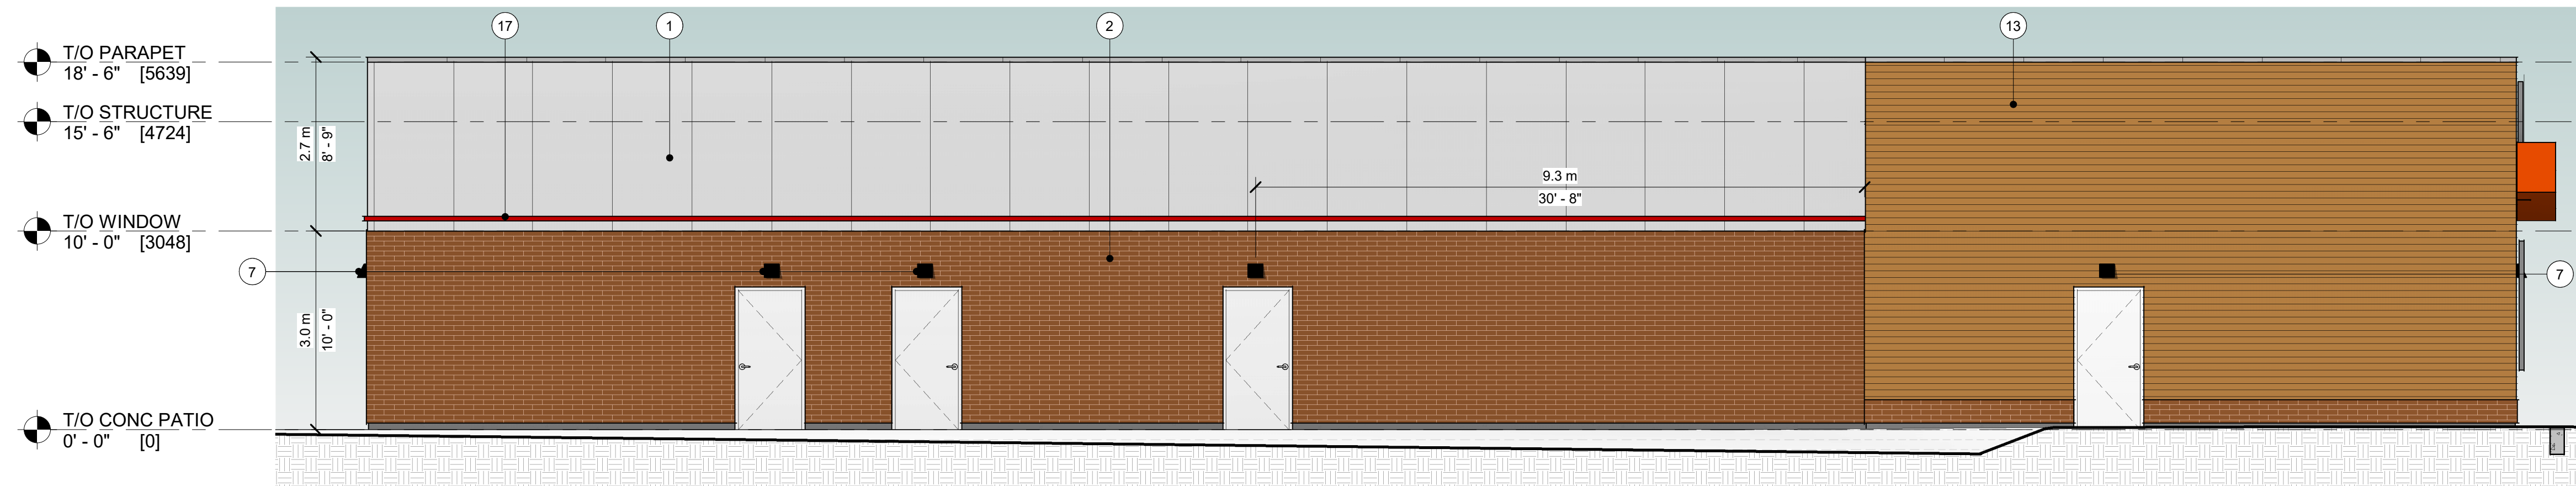 17
1
2
13
T/O PARAPET
18' - 6" [5639]
T/O STRUCTURE
15' - 6" [4724]
2.7 m
8' - 9"
9.3 m
30' - 8"
T/O WINDOW
10' - 0" [3048]
7
7
3.0 m
10' - 0"
T/O CONC PATIO
0' - 0" [0]